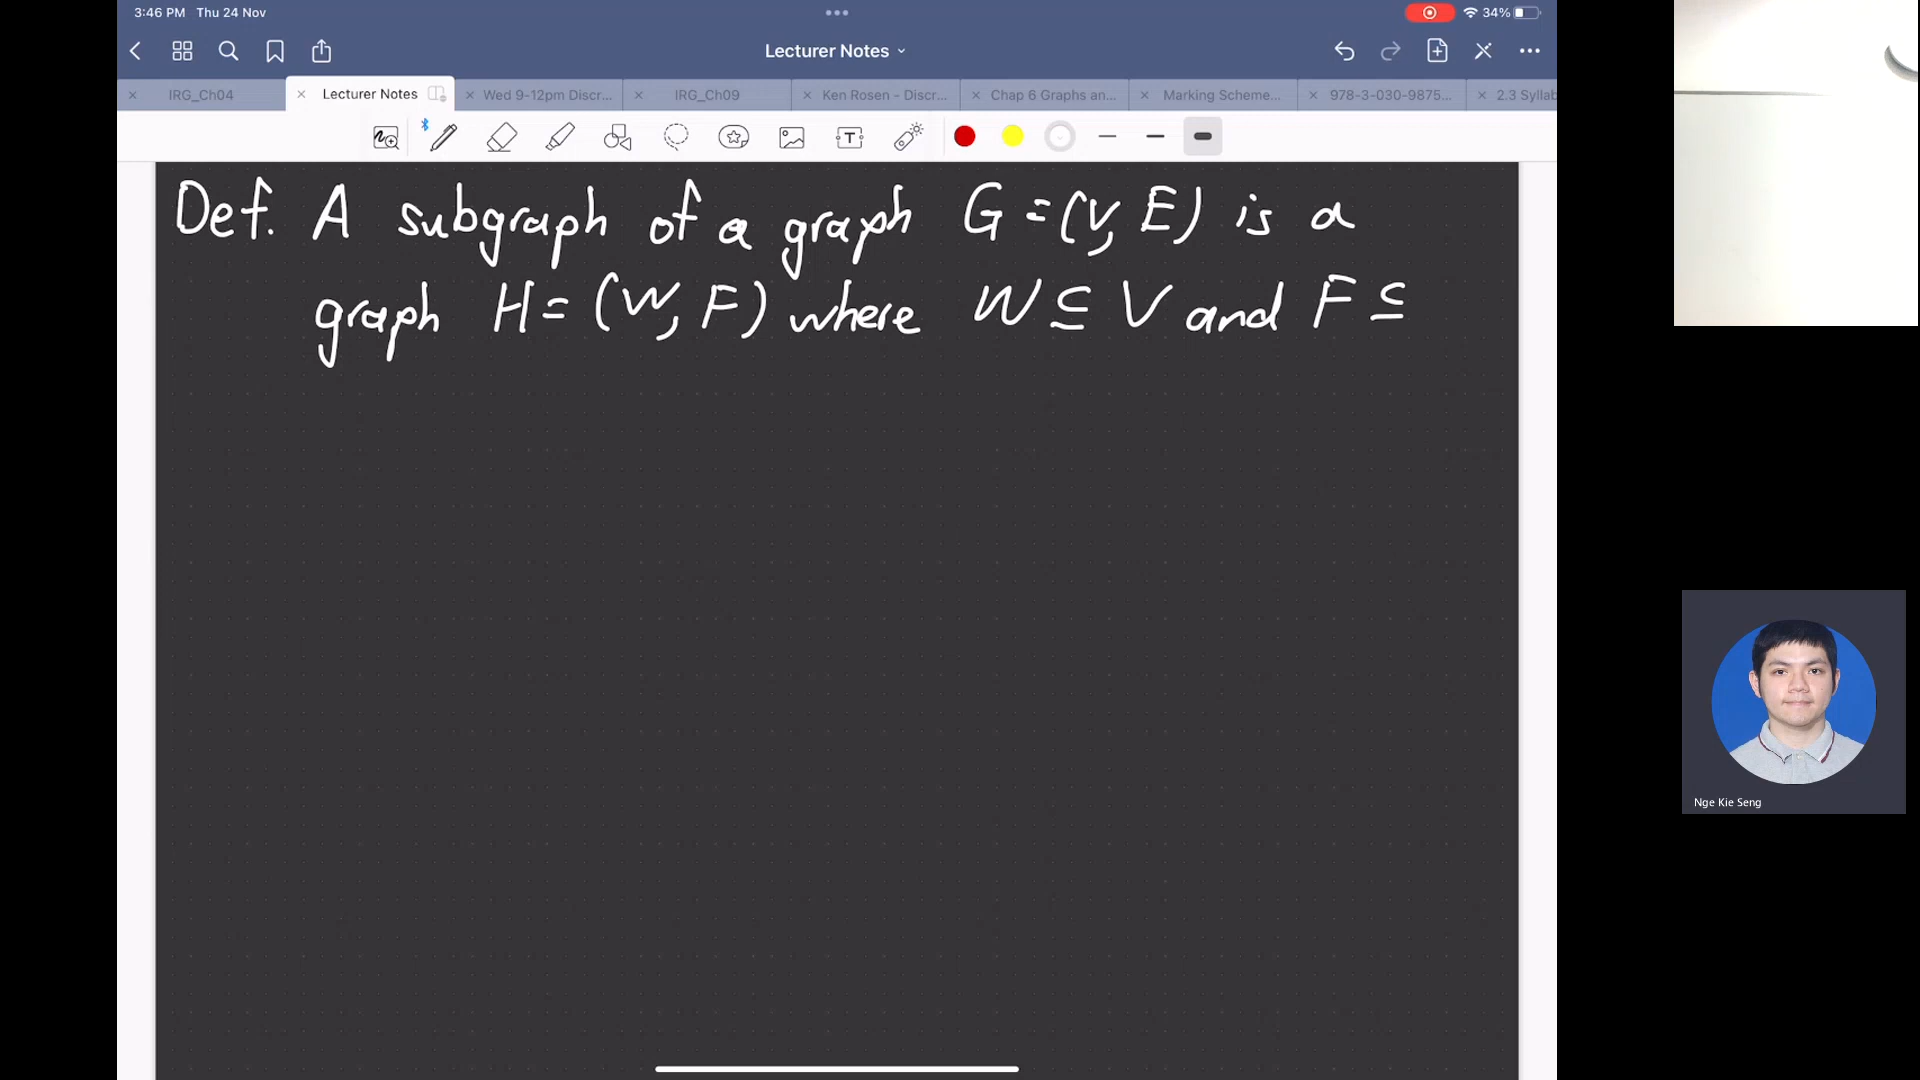 3:46 PM Thu 24 Nov
34%
Lecturer Notes
IRG_Ch04
Lecturer Notes
Wed 9-12pm Discr...
IRG_Ch09
Ken Rosen - Discr...
Chap 6 Graphs an...
Marking Scheme...
978-3-030-9875...
2.3 Syllab
Def. A subgraph of a graph G = (V, E) is a
graph H = (W, F) where W ⊆ V and F ⊆
Nge Kie Seng